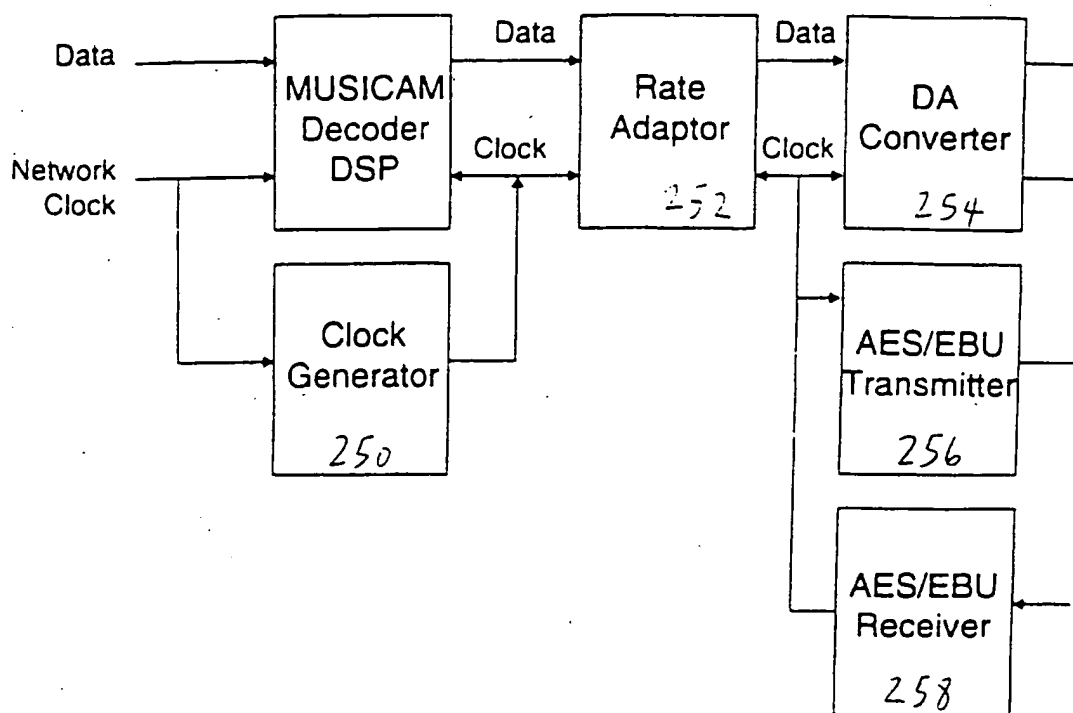 Data
Network
Clock
MUSICAM
Decoder
DSP
Data
Clock
Rate
Adaptor
252
Data
Clock
DA
Converter
254
Clock
Generator
250
AES/EBU
Transmitter
256
AES/EBU
Receiver
258